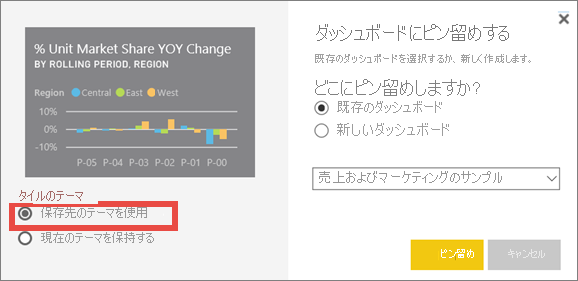 % Unit Market Share YOY Change
BY ROLLING PERIOD, REGION
Region Central East West
10%
0%
-10%
P-05 P-04 P-03 P-02 P-01 P-00
タイルのテーマ
保存先のテーマを使用
現在のテーマを保持する
ダッシュボードにピン留めする
既存のダッシュボードを選択するか、新しく作成します。
どこにピン留めしますか?
既存のダッシュボード
新しいダッシュボード
売上およびマーケティングのサンプル
ピン留め
キャンセル